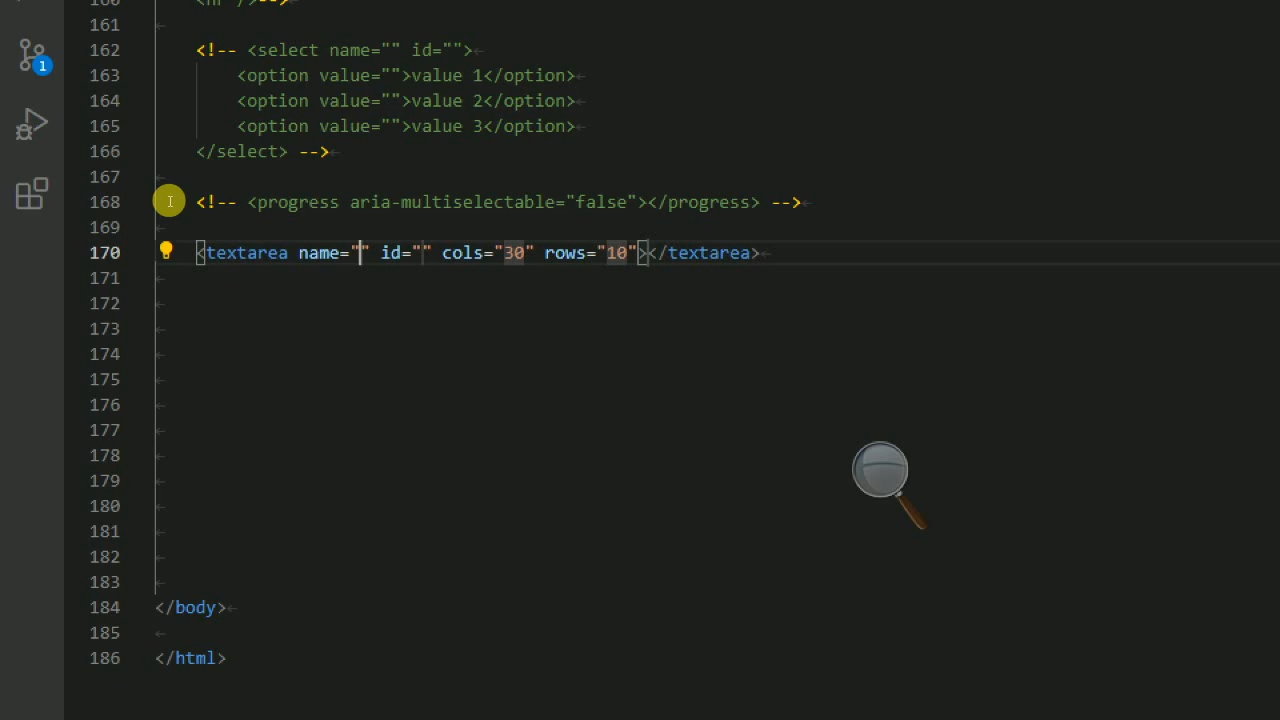 160 <hr />-->
161
162 <!-- <select name="" id="">
163 <option value="">value 1</option>
164 <option value="">value 2</option>
165 <option value="">value 3</option>
166 </select> -->
167
168 <!-- <progress aria-multiselectable="false"></progress> -->
169
170 <textarea name="" id="" cols="30" rows="10"></textarea>
171
172
173
174
175
176
177
178
179
180
181
182
183
184 </body>
185
186 </html>
1